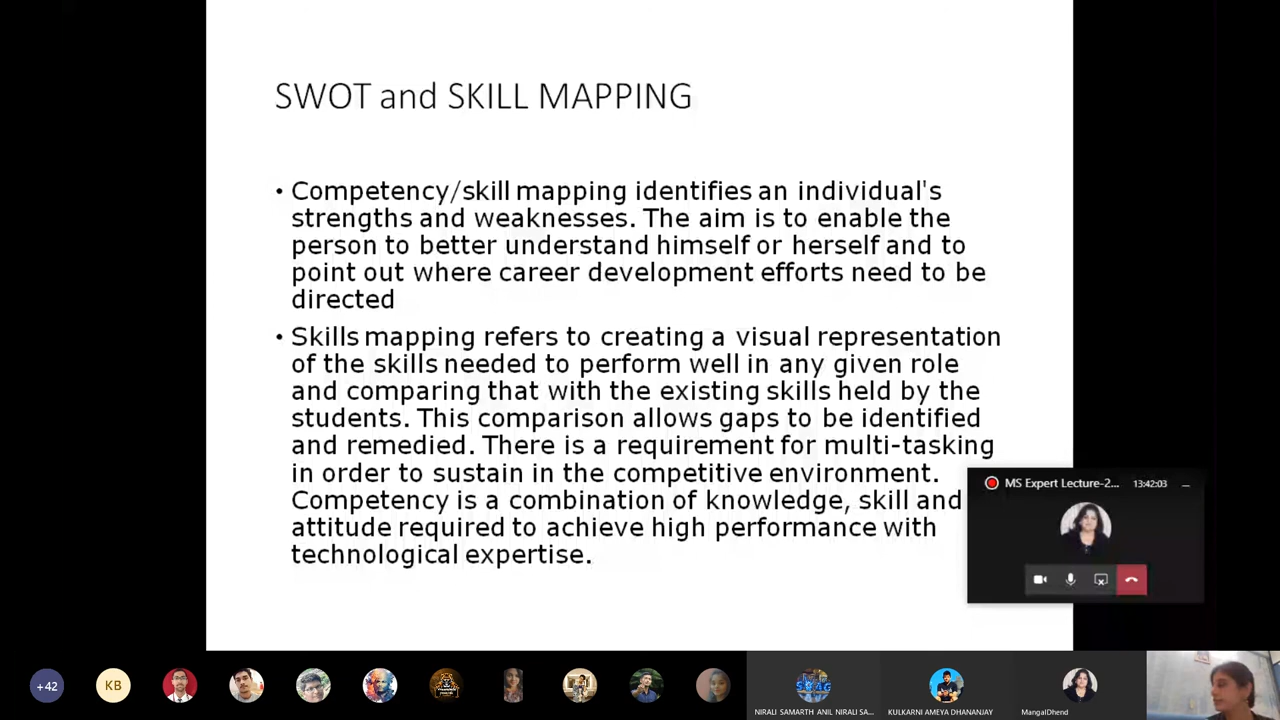 SWOT and SKILL MAPPING
• Competency/skill mapping identifies an individual's
strengths and weaknesses. The aim is to enable the
person to better understand himself or herself and to
point out where career development efforts need to be
directed
• Skills mapping refers to creating a visual representation
of the skills needed to perform well in any given role
and comparing that with the existing skills held by the
students. This comparison allows gaps to be identified
and remedied. There is a requirement for multi-tasking
in order to sustain in the competitive environment.
Competency is a combination of knowledge, skill and
attitude required to achieve high performance with
technological expertise.
MS Expert Lecture-2... 13:42:03
+42
KB
NIRALI SAMARTH ANIL NIRALI SA...
KULKARNI AMEYA DHANANJAY
MangalDhend